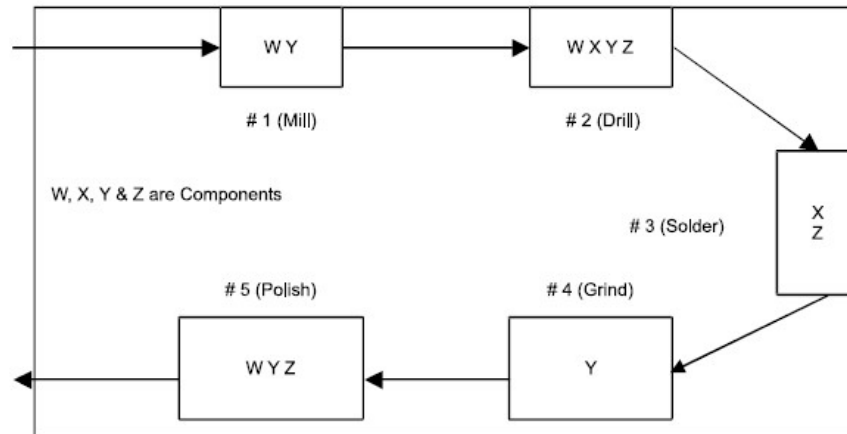 W Y
W X Y Z
# 1 (Mill)
# 2 (Drill)
W, X, Y & Z are Components
X
Z
# 3 (Solder)
# 5 (Polish)
# 4 (Grind)
W Y Z
Y